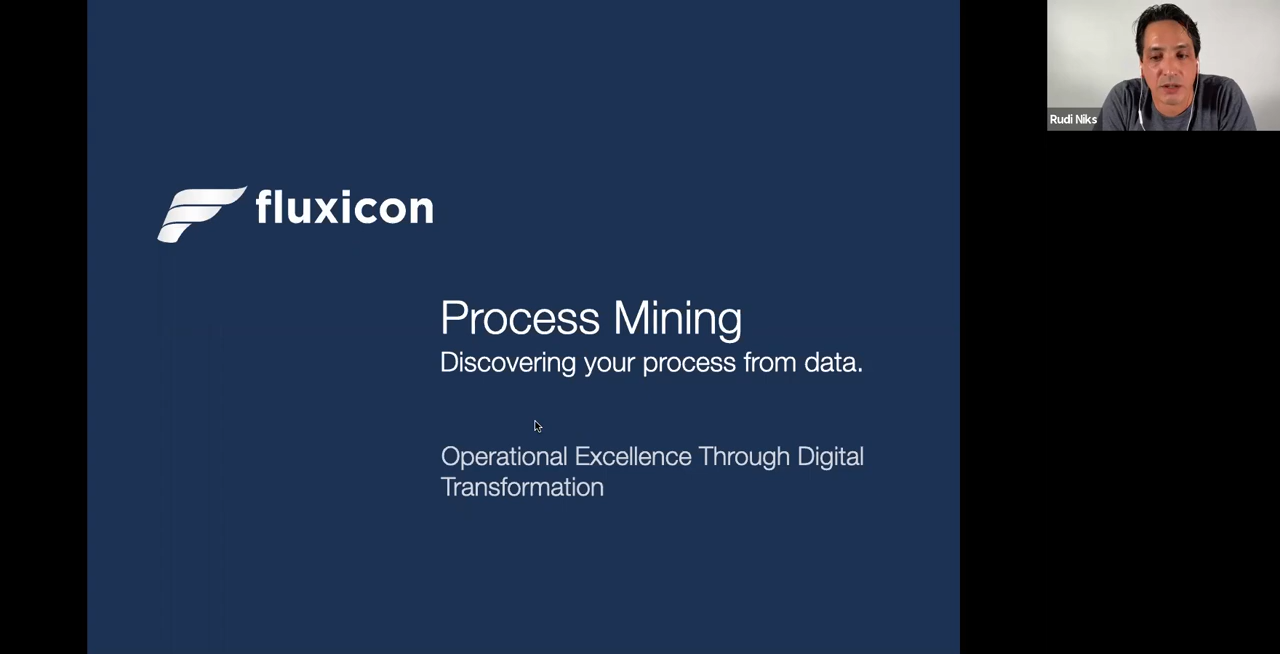 fluxicon
Process Mining
Discovering your process from data.
Operational Excellence Through Digital
Transformation
Rudi Niks